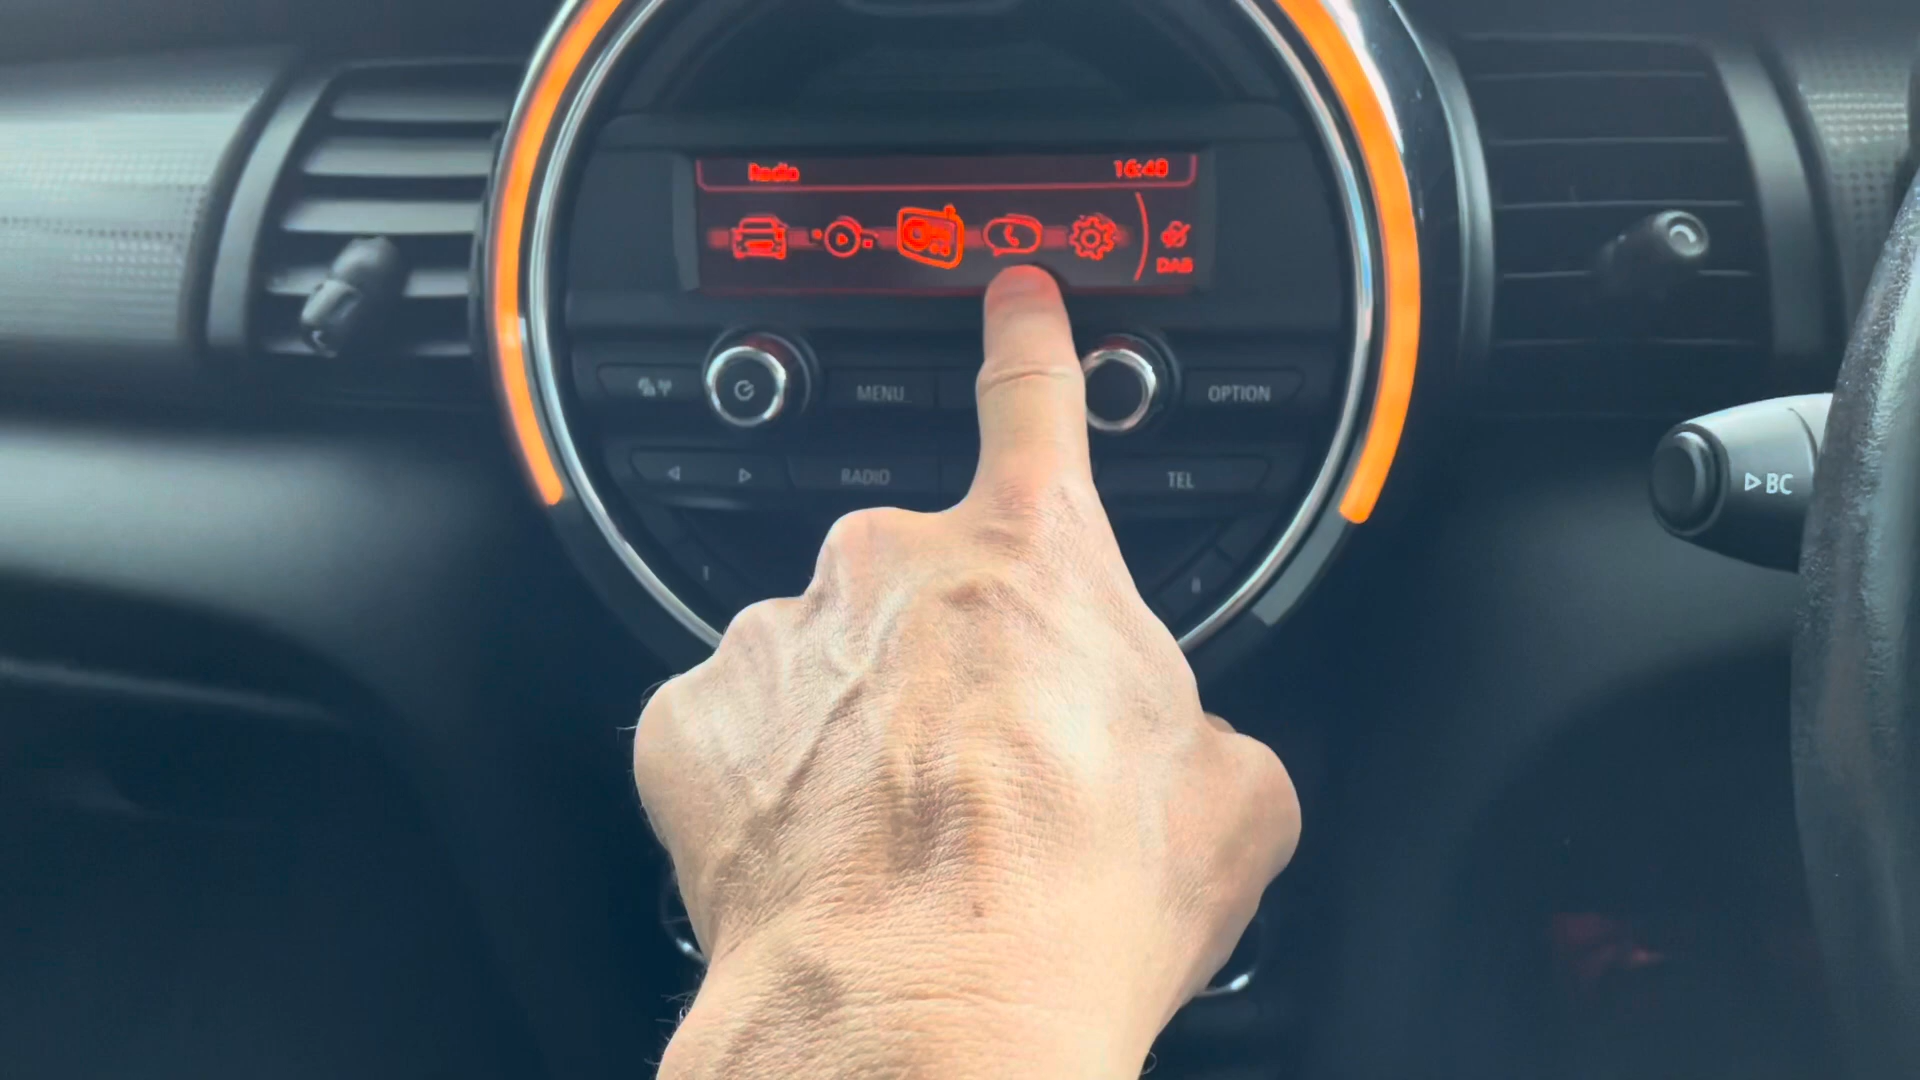 Radio 16:48
DAB
MENU OPTION
RADIO TEL
BC